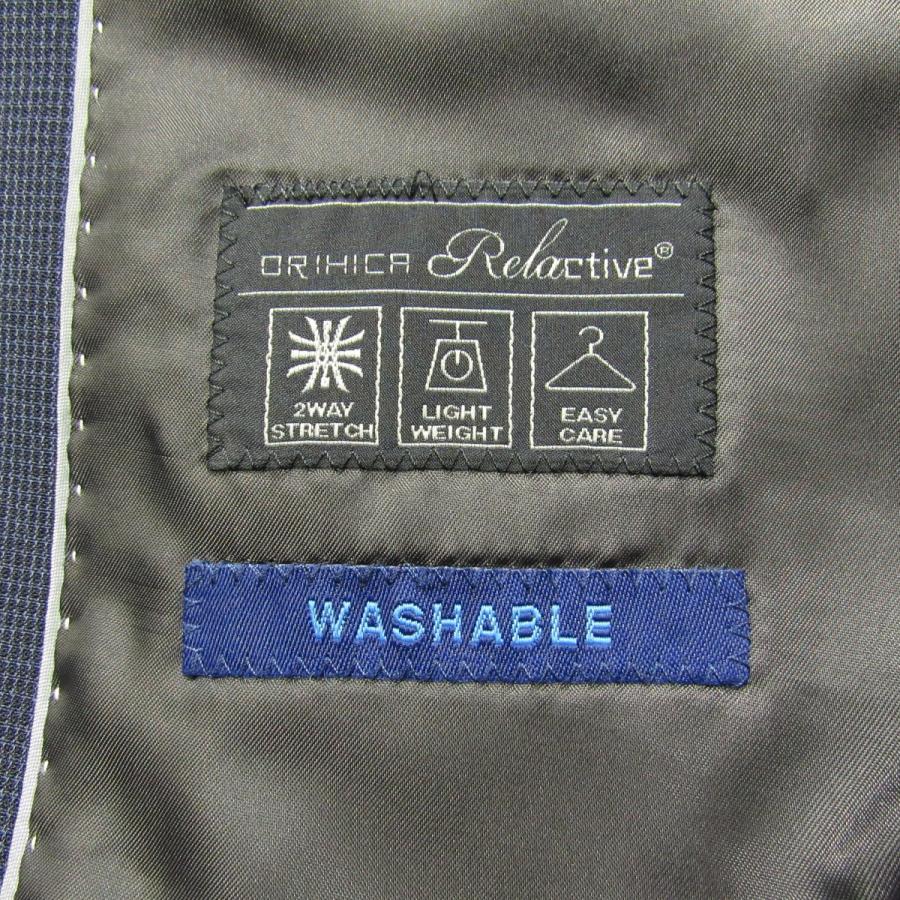 ORIHICA Relactive®
2WAY STRETCH
LIGHT WEIGHT
EASY CARE
WASHABLE